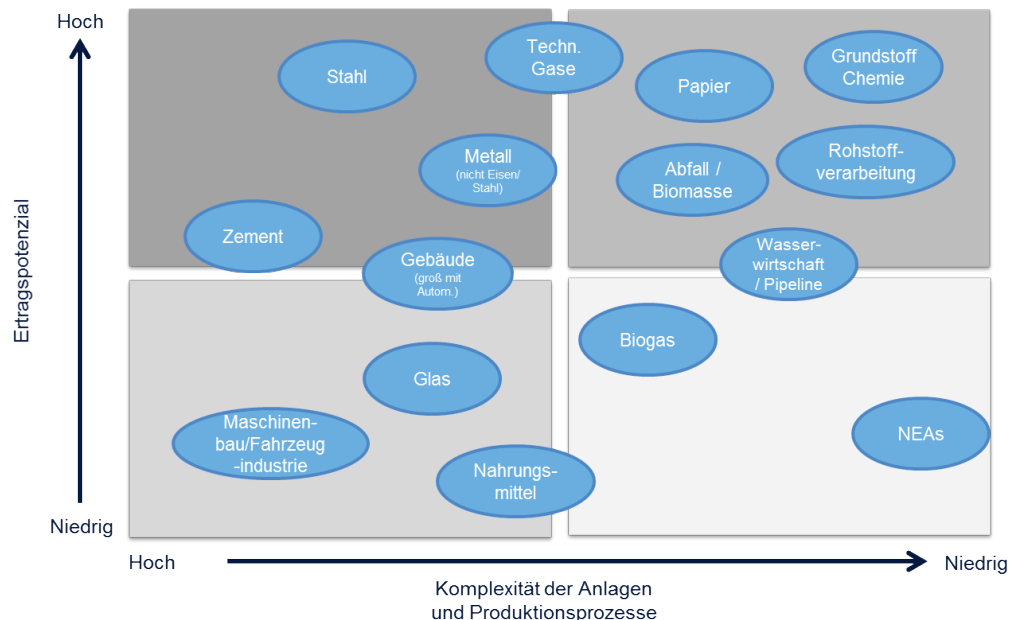 Hoch
Ertragspotenzial
Niedrig
Stahl
Techn.
Gase
Papier
Grundstoff
Chemie
Metall
(nicht Eisen/
Stahl)
Abfall /
Biomasse
Rohstoff-
verarbeitung
Zement
Gebäude
(groß mit
Autom.)
Wasser-
wirtschaft
/ Pipeline
Biogas
Glas
Maschinen-
bau/Fahrzeug
-industrie
Nahrungs-
mittel
NEAs
Hoch
Niedrig
Komplexität der Anlagen
und Produktionsprozesse